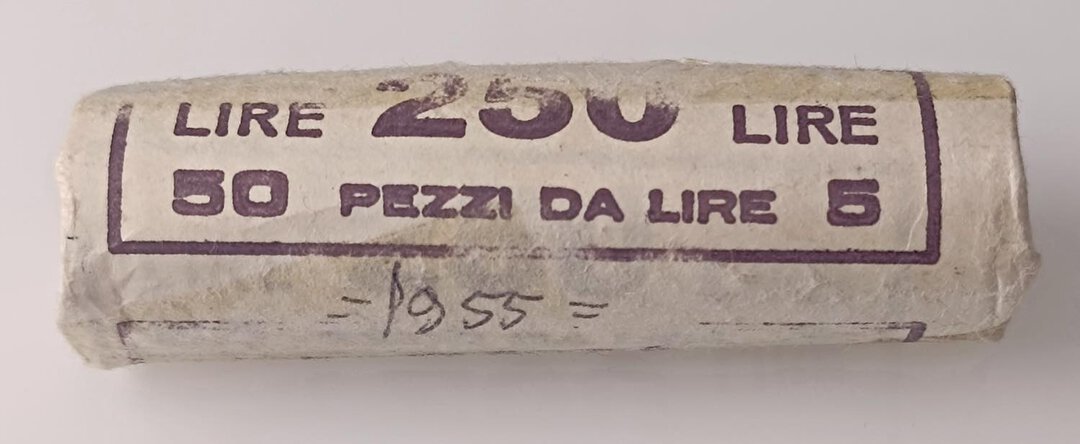 LIRE 250 LIRE
50 PEZZI DA LIRE 5
=1955=